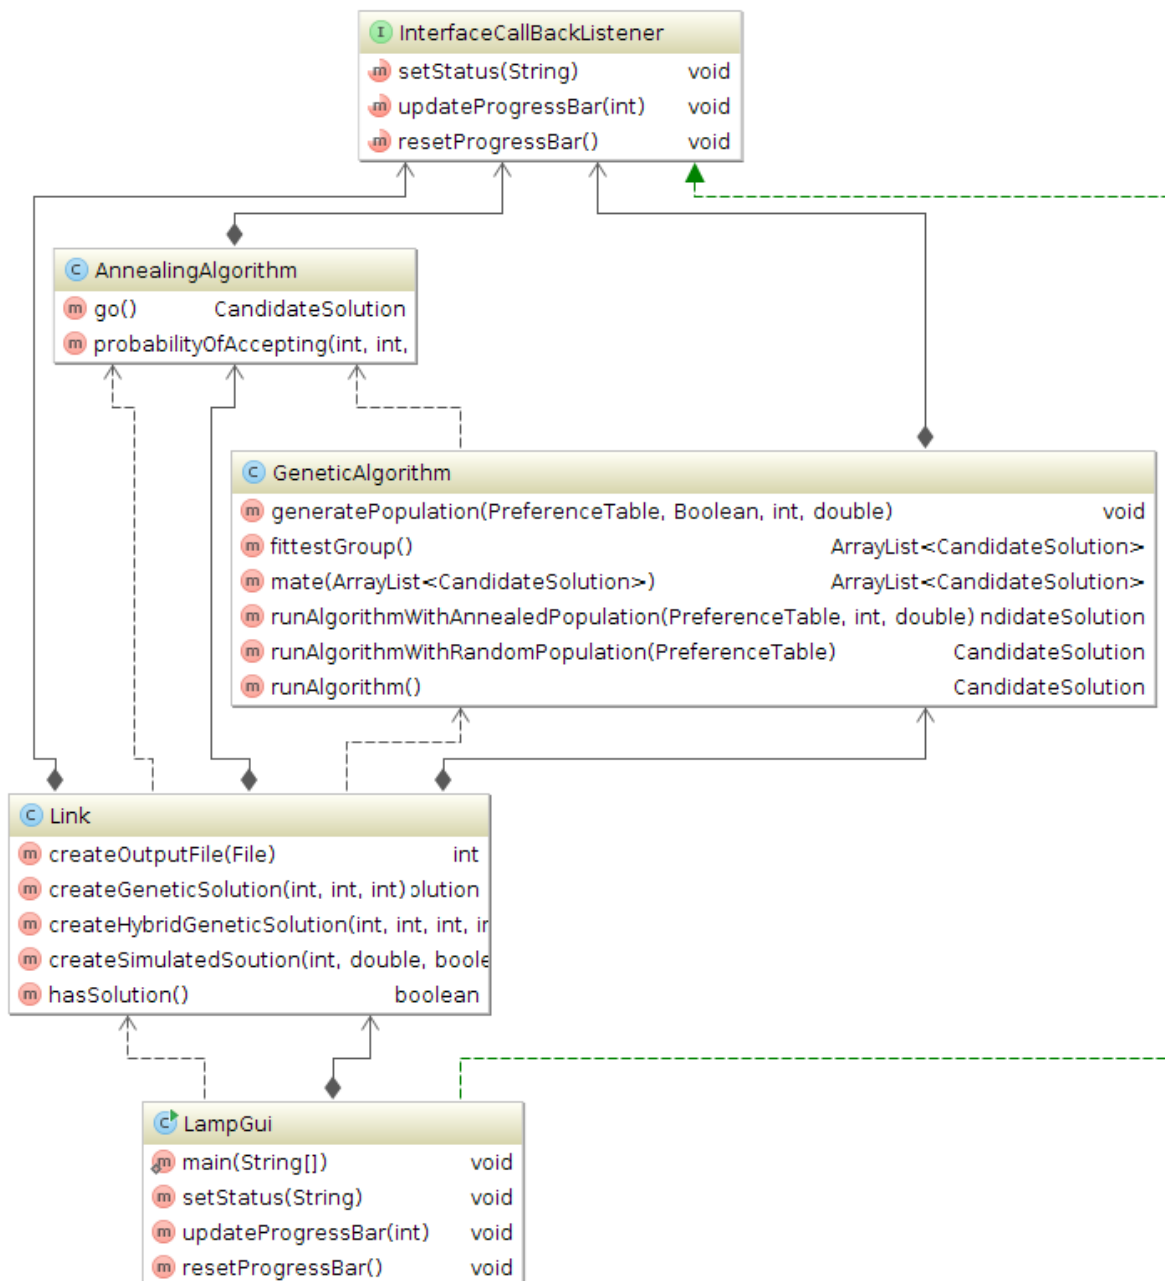 I InterfaceCallBackListener
m setStatus(String) void
m updateProgressBar(int) void
m resetProgressBar() void
C AnnealingAlgorithm
m go() CandidateSolution
m probabilityOfAccepting(int, int,
C GeneticAlgorithm
m generatePopulation(PreferenceTable, Boolean, int, double) void
m fittestGroup() ArrayList<CandidateSolution>
m mate(ArrayList<CandidateSolution>) ArrayList<CandidateSolution>
m runAlgorithmWithAnnealedPopulation(PreferenceTable, int, double) ndidateSolution
m runAlgorithmWithRandomPopulation(PreferenceTable) CandidateSolution
m runAlgorithm() CandidateSolution
C Link
m createOutputFile(File) int
m createGeneticSolution(int, int, int) olution
m createHybridGeneticSolution(int, int, int, in
m createSimulatedSoution(int, double, boole
m hasSolution() boolean
C LampGui
m main(String[]) void
m setStatus(String) void
m updateProgressBar(int) void
m resetProgressBar() void